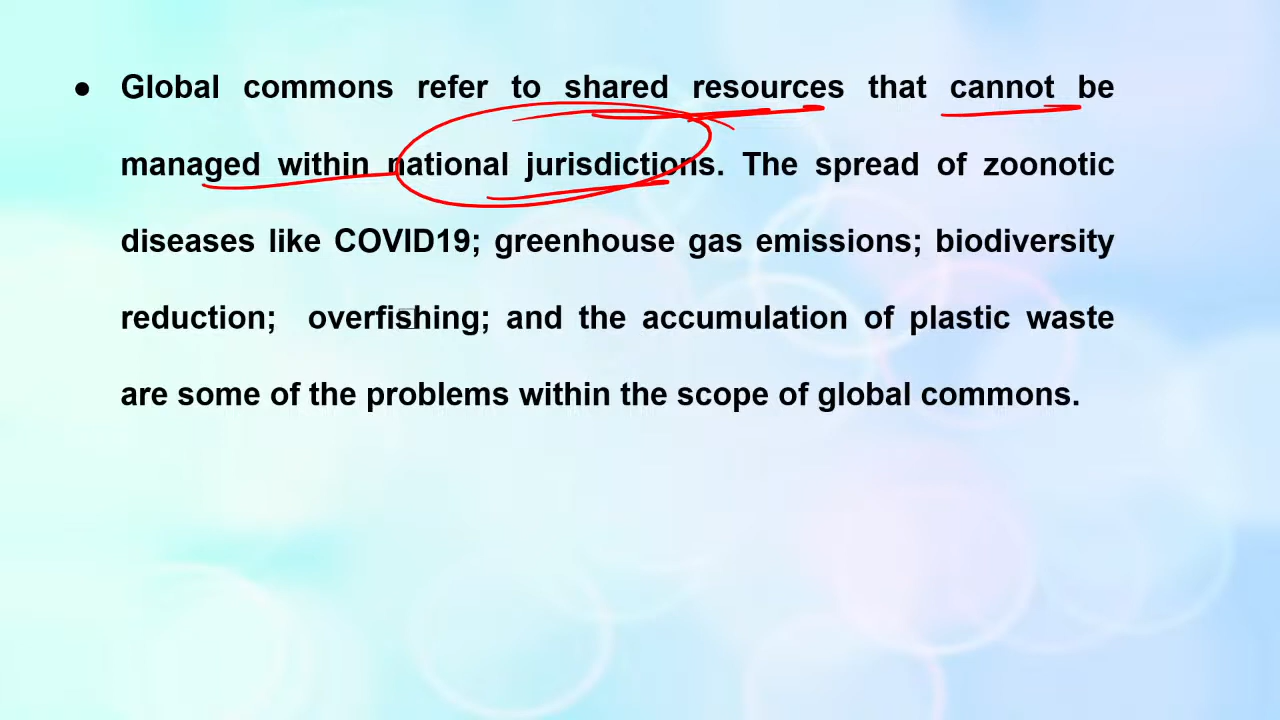 ● Global commons refer to shared resources that cannot be
managed within national jurisdictions. The spread of zoonotic
diseases like COVID19; greenhouse gas emissions; biodiversity
reduction; overfishing; and the accumulation of plastic waste
are some of the problems within the scope of global commons.